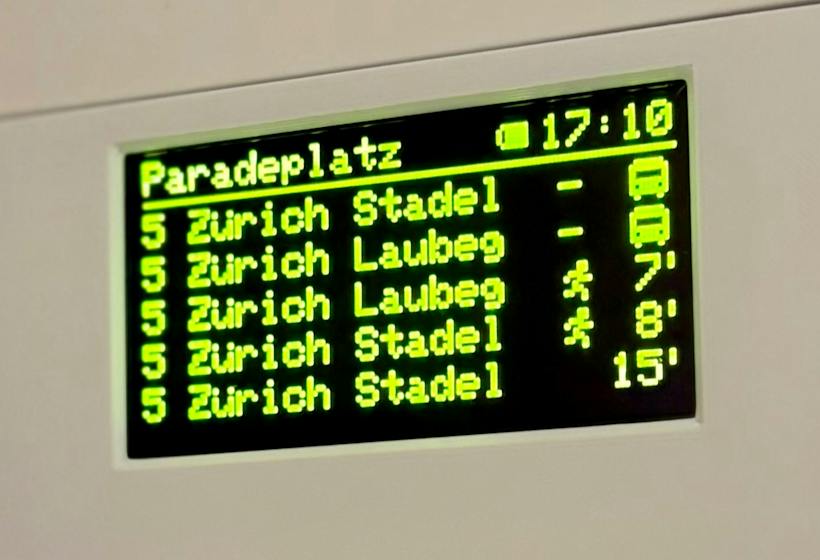 Paradeplatz 17:10
5 Zürich Stadel -
5 Zürich Laubeg -
5 Zürich Laubeg 7'
5 Zürich Stadel 8'
5 Zürich Stadel 15'